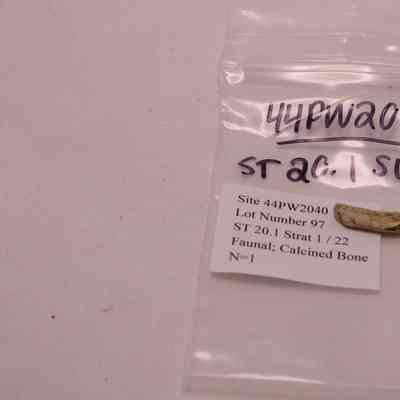 44PW20
ST 20.1 S
Site 44PW2040
Lot Number 97
ST 20.1 Strat 1 / 22
Faunal; Calcined Bone
N=1